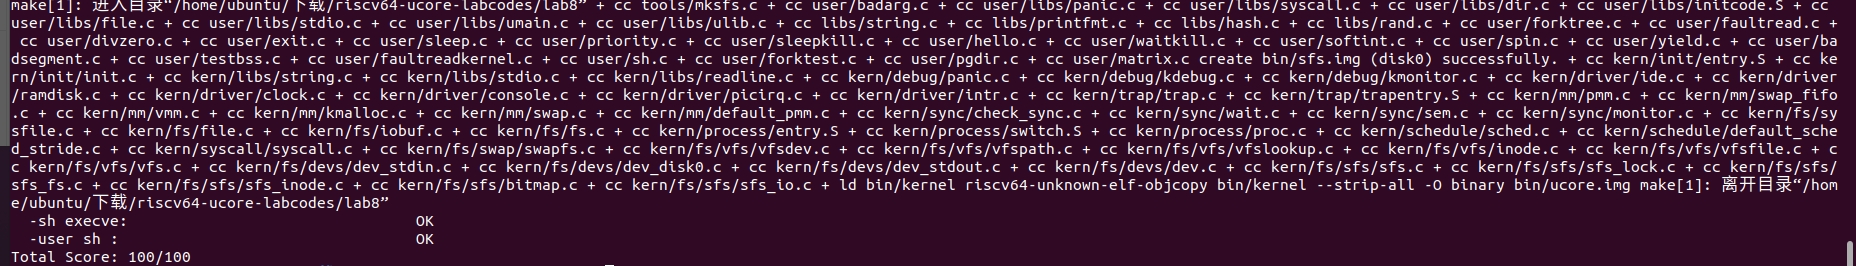 make[1]: 进入目录“/home/ubuntu/下载/riscv64-ucore-labcodes/lab8” + cc tools/mksfs.c + cc user/badarg.c + cc user/libs/panic.c + cc user/libs/syscall.c + cc user/libs/dir.c + cc user/libs/initcode.S + cc
user/libs/file.c + cc user/libs/stdio.c + cc user/libs/umain.c + cc user/libs/ulib.c + cc libs/string.c + cc libs/printfmt.c + cc libs/hash.c + cc libs/rand.c + cc user/forktree.c + cc user/faultread.c +
cc user/divzero.c + cc user/exit.c + cc user/sleep.c + cc user/priority.c + cc user/sleepkill.c + cc user/hello.c + cc user/waitkill.c + cc user/softint.c + cc user/spin.c + cc user/yield.c + cc user/ba
dsegment.c + cc user/testbss.c + cc user/faultreadkernel.c + cc user/sh.c + cc user/forktest.c + cc user/pgdir.c + cc user/matrix.c create bin/sfs.img (disk0) successfully. + cc kern/init/entry.S + cc ke
rn/init/init.c + cc kern/libs/string.c + cc kern/libs/stdio.c + cc kern/libs/readline.c + cc kern/debug/panic.c + cc kern/debug/kdebug.c + cc kern/debug/kmonitor.c + cc kern/driver/ide.c + cc kern/driver
/ramdisk.c + cc kern/driver/clock.c + cc kern/driver/console.c + cc kern/driver/picirq.c + cc kern/driver/intr.c + cc kern/trap/trap.c + cc kern/trap/trapentry.S + cc kern/mm/pmm.c + cc kern/mm/swap_fifo
.c + cc kern/mm/vmm.c + cc kern/mm/kmalloc.c + cc kern/mm/swap.c + cc kern/mm/default_pmm.c + cc kern/sync/check_sync.c + cc kern/sync/wait.c + cc kern/sync/sem.c + cc kern/sync/monitor.c + cc kern/fs/sy
sfile.c + cc kern/fs/file.c + cc kern/fs/iobuf.c + cc kern/fs/fs.c + cc kern/process/entry.S + cc kern/process/switch.S + cc kern/process/proc.c + cc kern/schedule/sched.c + cc kern/schedule/default_sche
d_stride.c + cc kern/syscall/syscall.c + cc kern/fs/swap/swapfs.c + cc kern/fs/vfs/vfsdev.c + cc kern/fs/vfs/vfspath.c + cc kern/fs/vfs/vfslookup.c + cc kern/fs/vfs/inode.c + cc kern/fs/vfs/vfsfile.c + c
c kern/fs/vfs/vfs.c + cc kern/fs/devs/dev_stdin.c + cc kern/fs/devs/dev_disk0.c + cc kern/fs/devs/dev_stdout.c + cc kern/fs/devs/dev.c + cc kern/fs/sfs/sfs.c + cc kern/fs/sfs/sfs_lock.c + cc kern/fs/sfs/
sfs_fs.c + cc kern/fs/sfs/sfs_inode.c + cc kern/fs/sfs/bitmap.c + cc kern/fs/sfs/sfs_io.c + ld bin/kernel riscv64-unknown-elf-objcopy bin/kernel --strip-all -O binary bin/ucore.img make[1]: 离开目录“/hom
e/ubuntu/下载/riscv64-ucore-labcodes/lab8”
-sh execve: OK
-user sh : OK
Total Score: 100/100